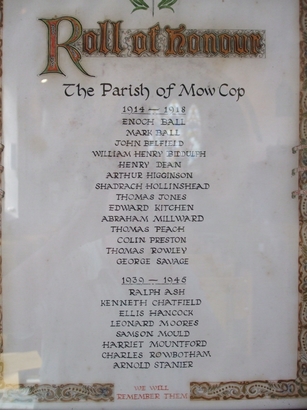 Roll of Honour
The Parish of Mow Cop
1914 — 1918
ENOCH BALL
MARK BALL
JOHN BELFIELD
WILLIAM HENRY BIDDULPH
HENRY DEAN
ARTHUR HIGGINSON
SHADRACH HOLLINSHEAD
THOMAS JONES
EDWARD KITCHEN
ABRAHAM MILLWARD
THOMAS PEACH
COLIN PRESTON
THOMAS ROWLEY
GEORGE SAVAGE
1939 — 1945
RALPH ASH
KENNETH CHATFIELD
ELLIS HANCOCK
LEONARD MOORES
SAMSON MOULD
HARRIET MOUNTFORD
CHARLES ROWBOTHAM
ARNOLD STANIER
WE WILL
REMEMBER THEM